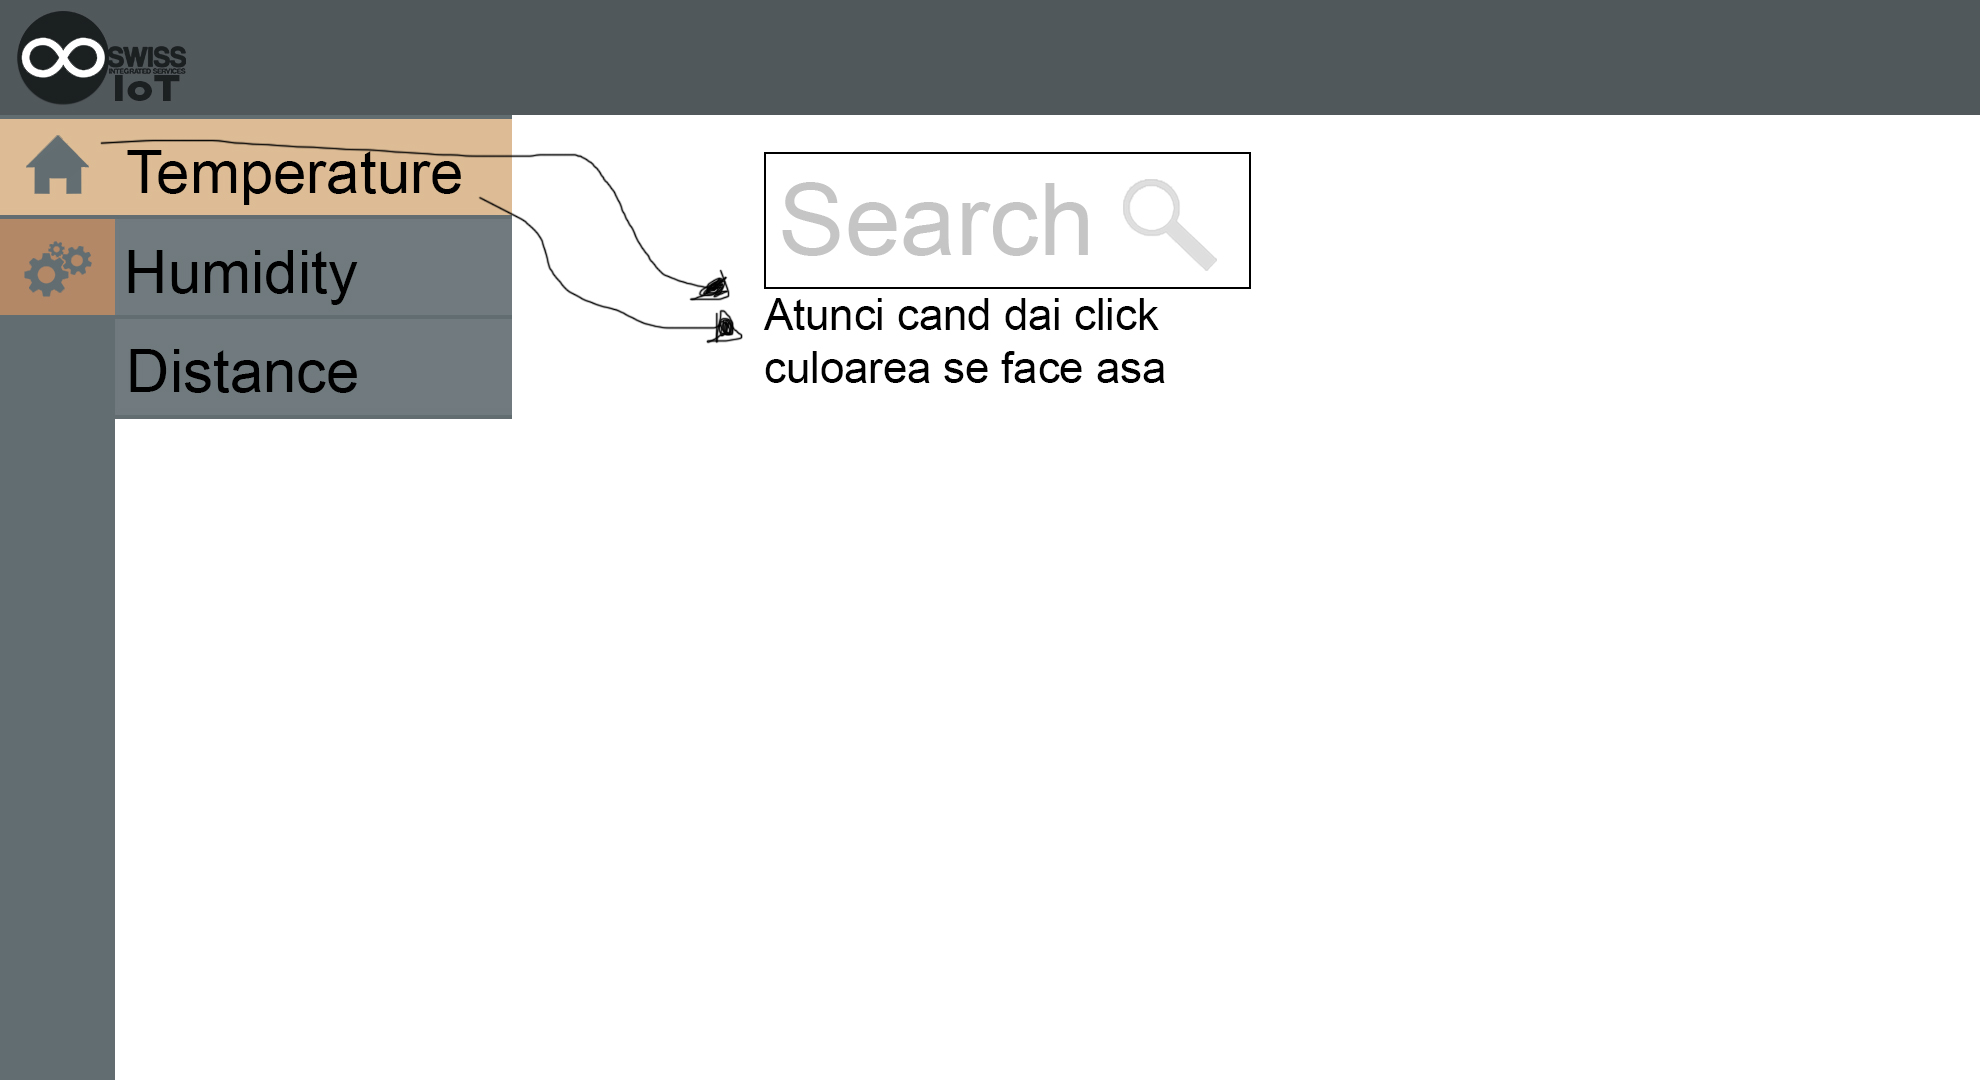 SWISS
INTEGRATED SERVICES
IoT
Temperature
Humidity
Distance
Search
Atunci cand dai click
culoarea se face asa